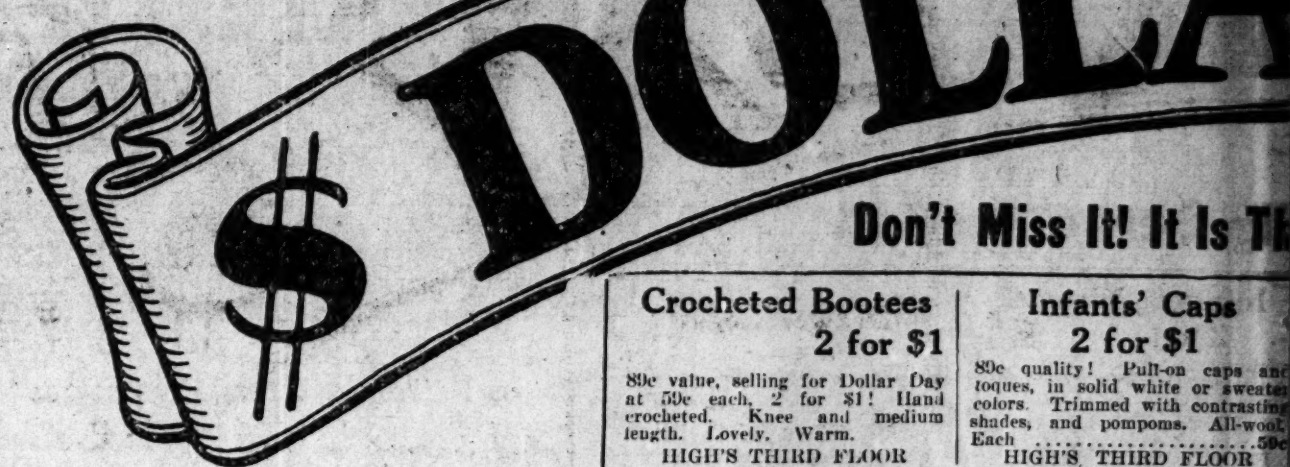 $ DOLLA
Don't Miss It! It Is Th
Crocheted Bootees
2 for $1
89c value, selling for Dollar Day
at 59c each, 2 for $1! Hand
crocheted. Knee and medium
length. Lovely. Warm.
HIGH'S THIRD FLOOR
Infants' Caps
2 for $1
89c quality! Pull-on caps and
toques, in solid white or sweater
colors. Trimmed with contrasting
shades, and pompoms. All-wool.
Each ......................59c
HIGH'S THIRD FLOOR